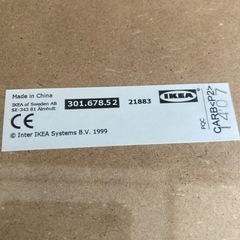 Made in China
IKEA of Sweden AB
SE-343 81 Älmhult
301.678.52
21883
IKEA
CE
© Inter IKEA Systems B.V. 1999
PQC
CARB<P2>
1407